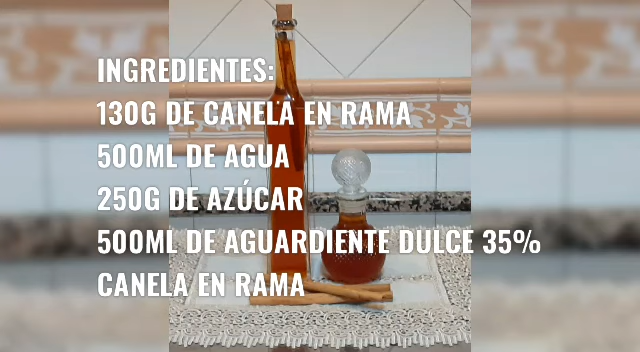 INGREDIENTES:
130G DE CANELA EN RAMA
500ML DE AGUA
250G DE AZÚCAR
500ML DE AGUARDIENTE DULCE 35%
CANELA EN RAMA